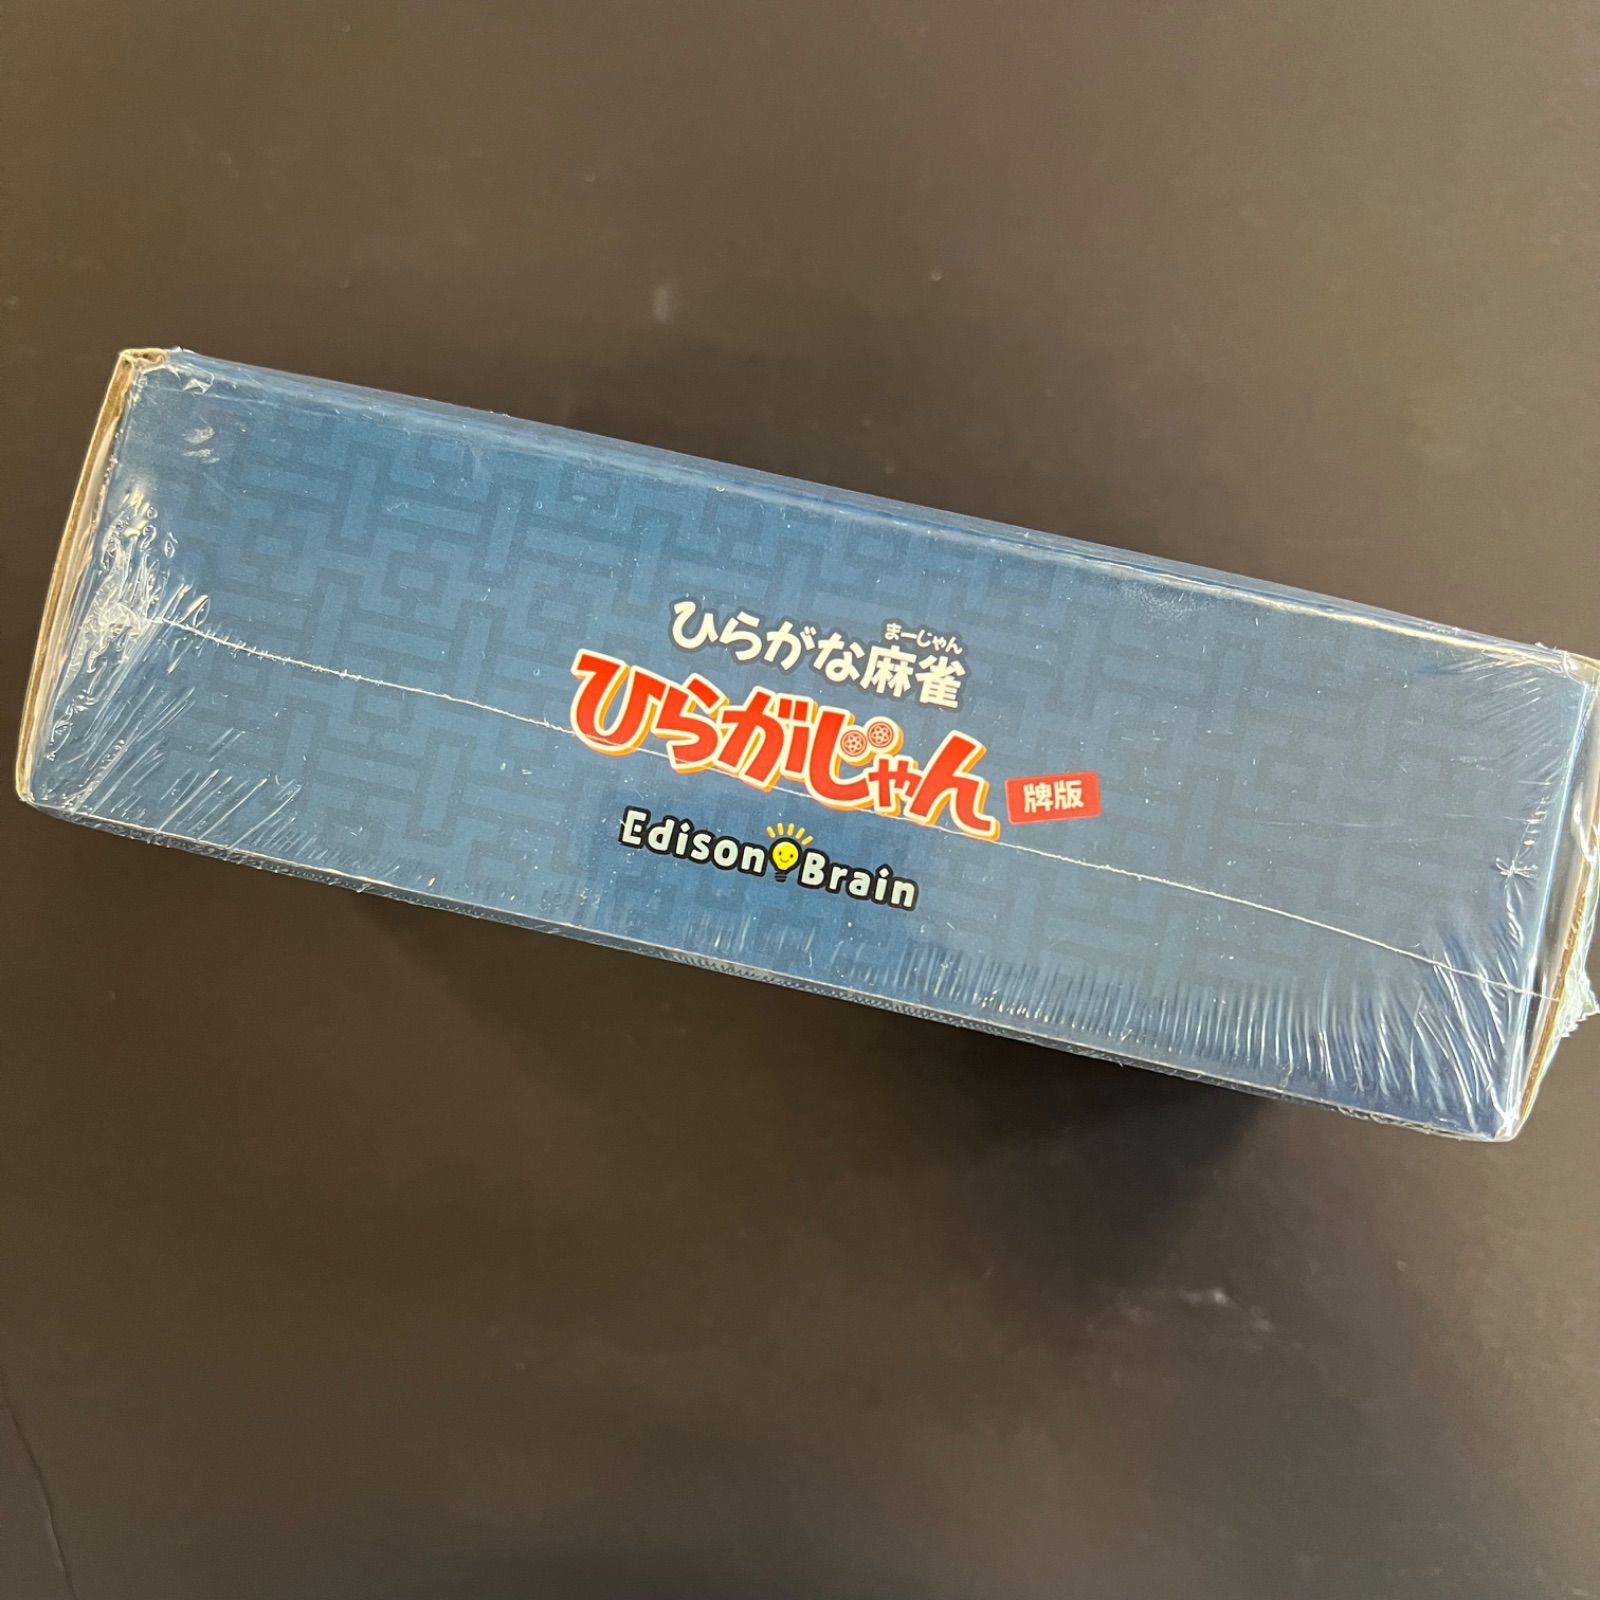 まーじゃん
ひらがな麻雀
ひらがじゃん 牌版
Edison Brain